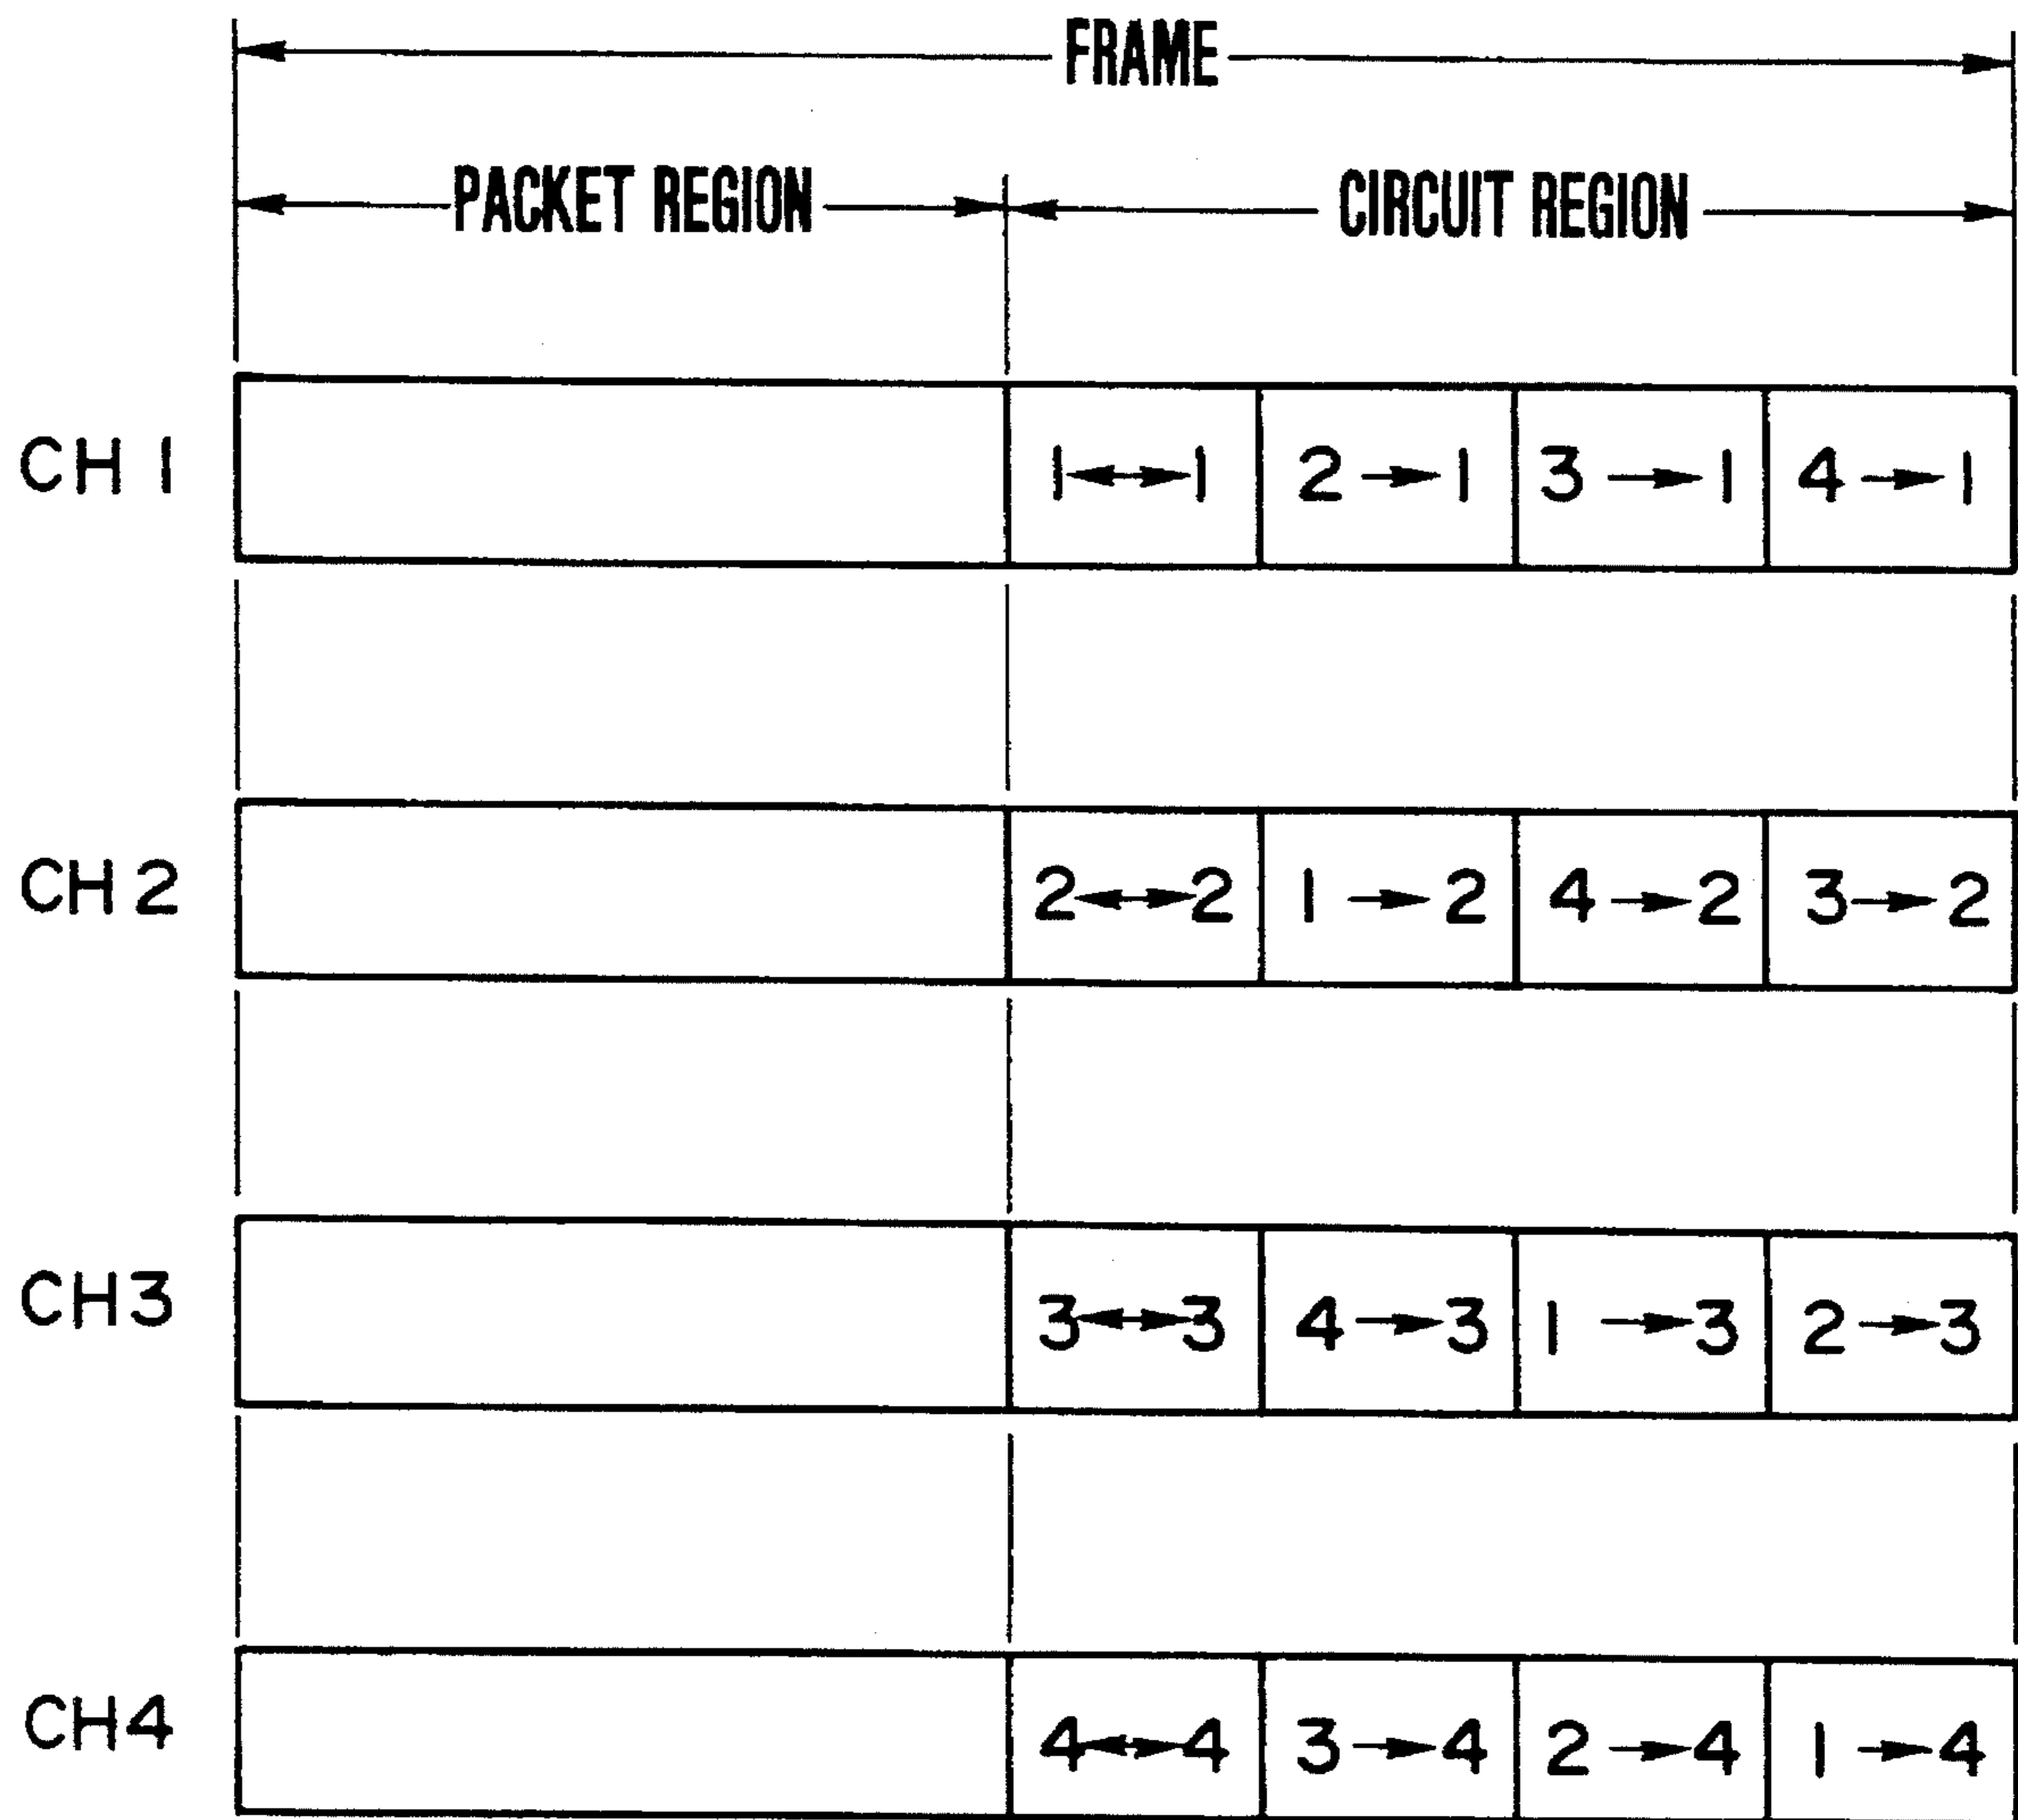 FRAME
PACKET REGION CIRCUIT REGION
CH 1 1↔1 2→1 3→1 4→1
CH 2 2↔2 1→2 4→2 3→2
CH3 3↔3 4→3 1→3 2→3
CH4 4↔4 3→4 2→4 1→4